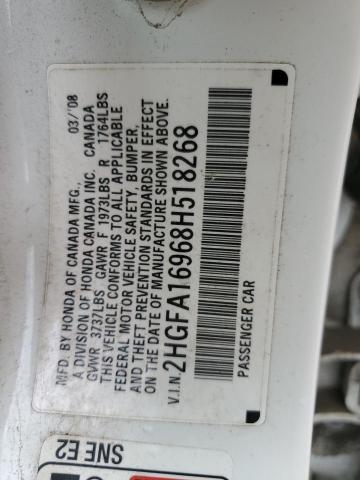 MFD. BY HONDA OF CANADA MFG., 03/'08
A DIVISION OF HONDA CANADA INC. CANADA
GVWR 3737LBS GAWR F 1973LBS R 1764LBS
THIS VEHICLE CONFORMS TO ALL APPLICABLE
FEDERAL MOTOR VEHICLE SAFETY, BUMPER,
AND THEFT PREVENTION STANDARDS IN EFFECT
ON THE DATE OF MANUFACTURE SHOWN ABOVE.
V.I.N. 2HGFA16968H518268
PASSENGER CAR
SNE E2